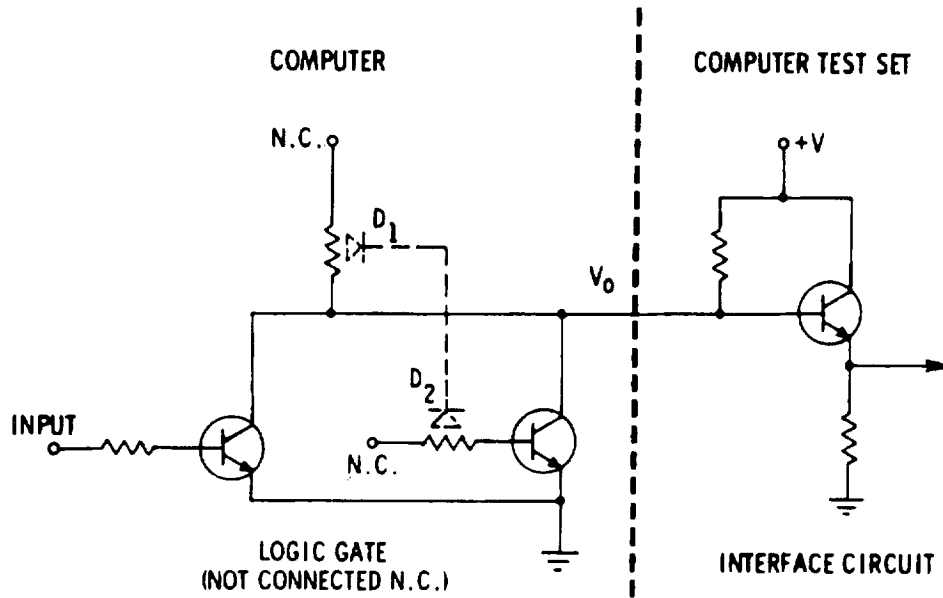 COMPUTER
COMPUTER TEST SET
N.C.
+V
D1
V0
D2
INPUT
N.C.
LOGIC GATE
(NOT CONNECTED N.C.)
INTERFACE CIRCUIT